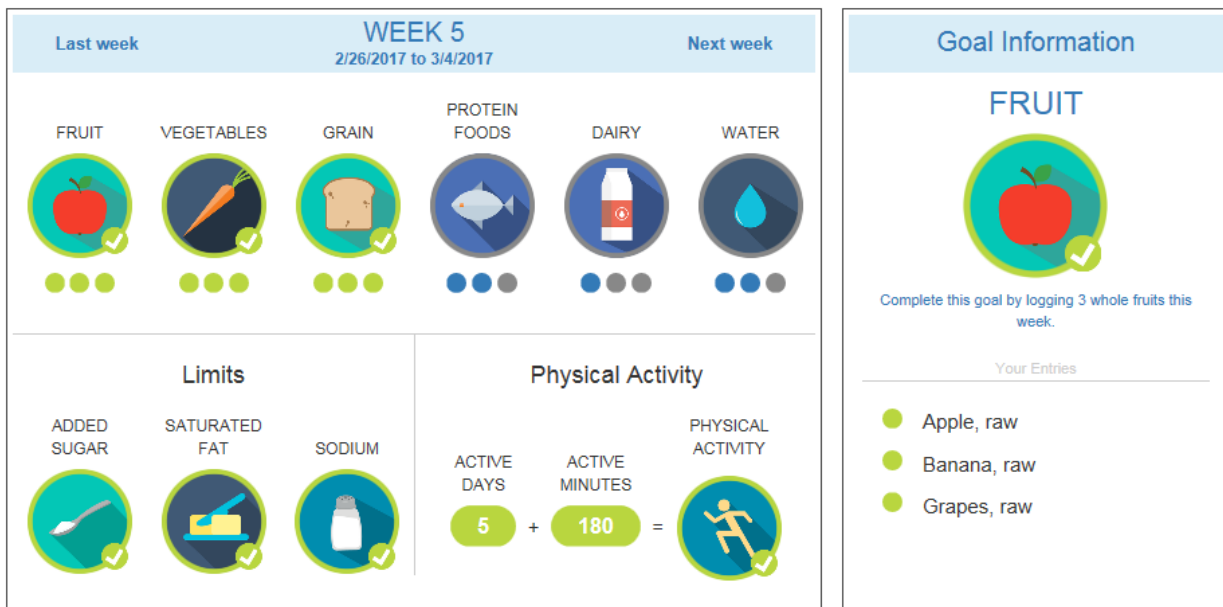 Last week
WEEK 5
2/26/2017 to 3/4/2017
Next week
FRUIT
VEGETABLES
GRAIN
PROTEIN
FOODS
DAIRY
WATER
Limits
ADDED
SUGAR
SATURATED
FAT
SODIUM
Physical Activity
ACTIVE
DAYS
5
+
ACTIVE
MINUTES
180
=
PHYSICAL
ACTIVITY
Goal Information
FRUIT
Complete this goal by logging 3 whole fruits this
week.
Your Entries
Apple, raw
Banana, raw
Grapes, raw